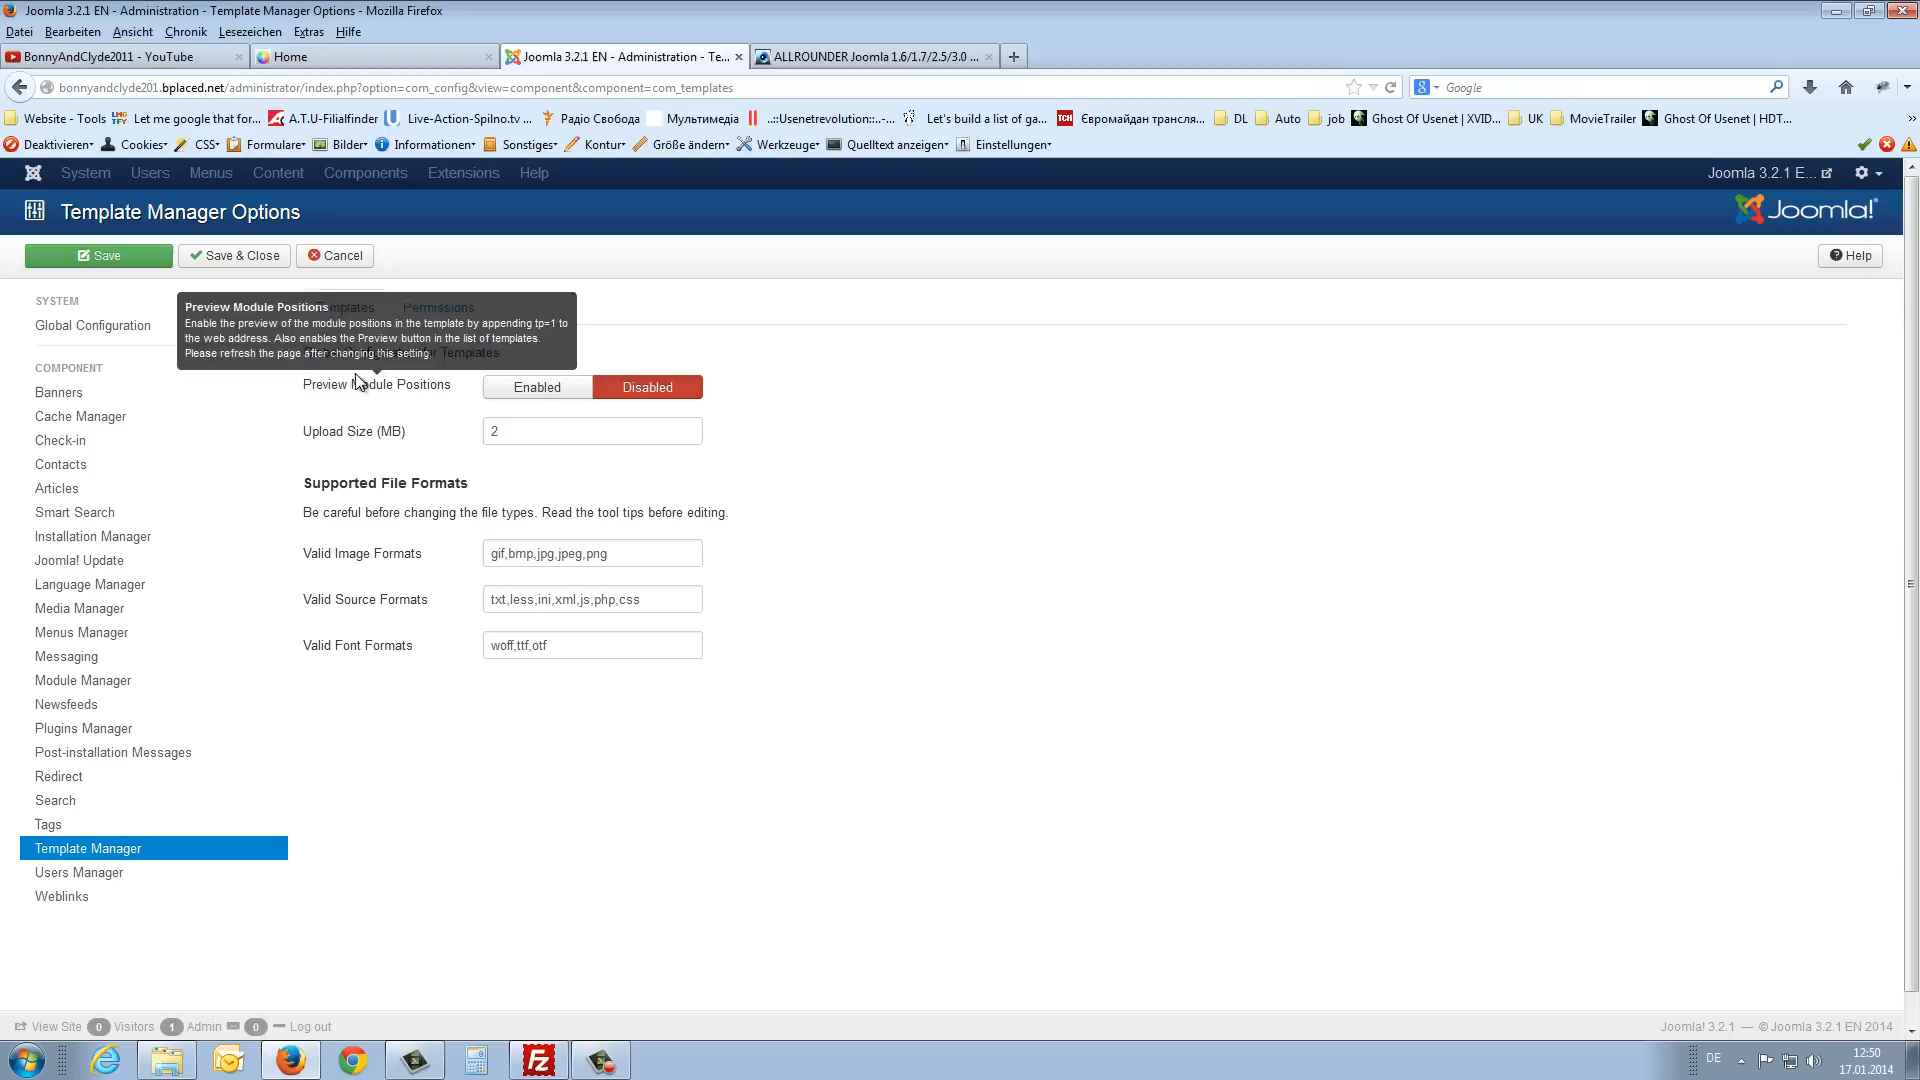 Joomla 3.2.1 EN - Administration - Template Manager Options - Mozilla Firefox
Datei Bearbeiten Ansicht Chronik Lesezeichen Extras Hilfe
BonnyAndClyde2011 - YouTube
Home
Joomla 3.2.1 EN - Administration - Te...
ALLROUNDER Joomla 1.6/1.7/2.5/3.0 ...
bonnyandclyde201.bplaced.net/administrator/index.php?option=com_config&view=component&component=com_templates
Google
Website - Tools
Let me google that for...
A.T.U-Filialfinder
Live-Action-Spilno.tv ...
Радіо Свобода
Мультимедіа
..::Usenetrevolution::..-...
Let's build a list of ga...
Євромайдан трансля...
DL
Auto
job
Ghost Of Usenet | XVID...
UK
MovieTrailer
Ghost Of Usenet | HDT...
Deaktivieren
Cookies
CSS
Formulare
Bilder
Informationen
Sonstiges
Kontur
Größe ändern
Werkzeuge
Quelltext anzeigen
Einstellungen
System Users Menus Content Components Extensions Help
Joomla 3.2.1 E...
Template Manager Options
Joomla!
Save
Save & Close
Cancel
Help
SYSTEM
Global Configuration
COMPONENT
Banners
Cache Manager
Check-in
Contacts
Articles
Smart Search
Installation Manager
Joomla! Update
Language Manager
Media Manager
Menus Manager
Messaging
Module Manager
Newsfeeds
Plugins Manager
Post-installation Messages
Redirect
Search
Tags
Template Manager
Users Manager
Weblinks
Templates Permissions
Preview Module Positions
Enable the preview of the module positions in the template by appending tp=1 to
the web address. Also enables the Preview button in the list of templates.
Please refresh the page after changing this setting.
Templates
Preview Module Positions
Enabled Disabled
Upload Size (MB)
2
Supported File Formats
Be careful before changing the file types. Read the tool tips before editing.
Valid Image Formats
gif,bmp,jpg,jpeg,png
Valid Source Formats
txt,less,ini,xml,js,php,css
Valid Font Formats
woff,ttf,otf
View Site 0 Visitors 1 Admin 0 Log out
Joomla! 3.2.1 — © Joomla 3.2.1 EN 2014
DE
12:50
17.01.2014